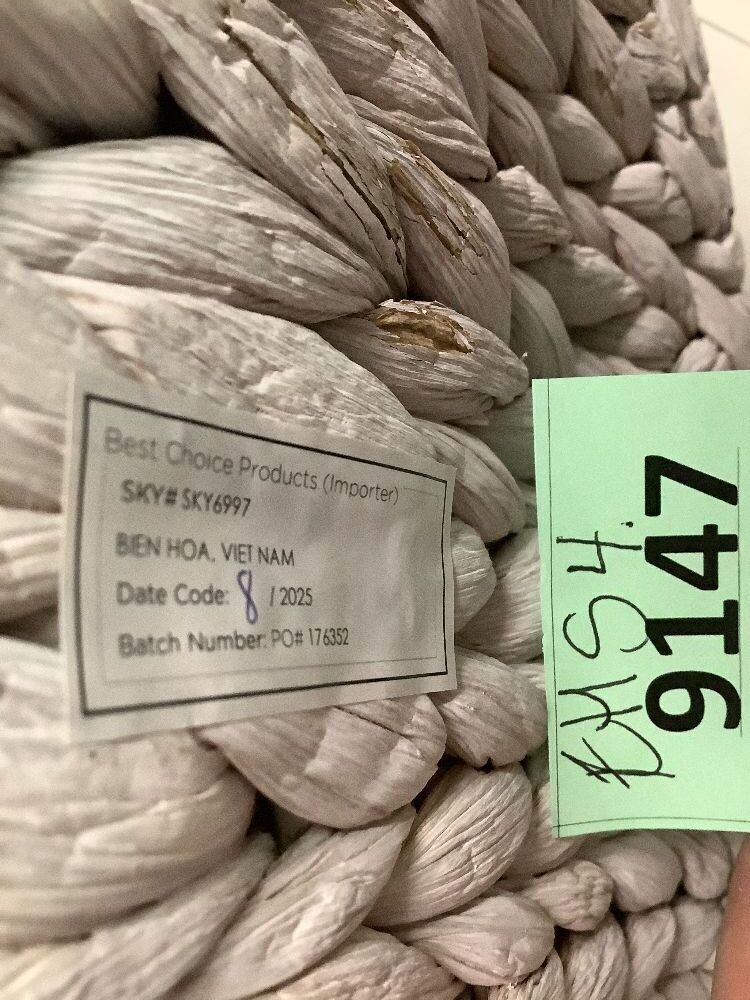 Best Choice Products (Importer)
SKY# SKY6997
BIEN HOA, VIET NAM
Date Code: 8 / 2025
Batch Number: PO# 176352
9147